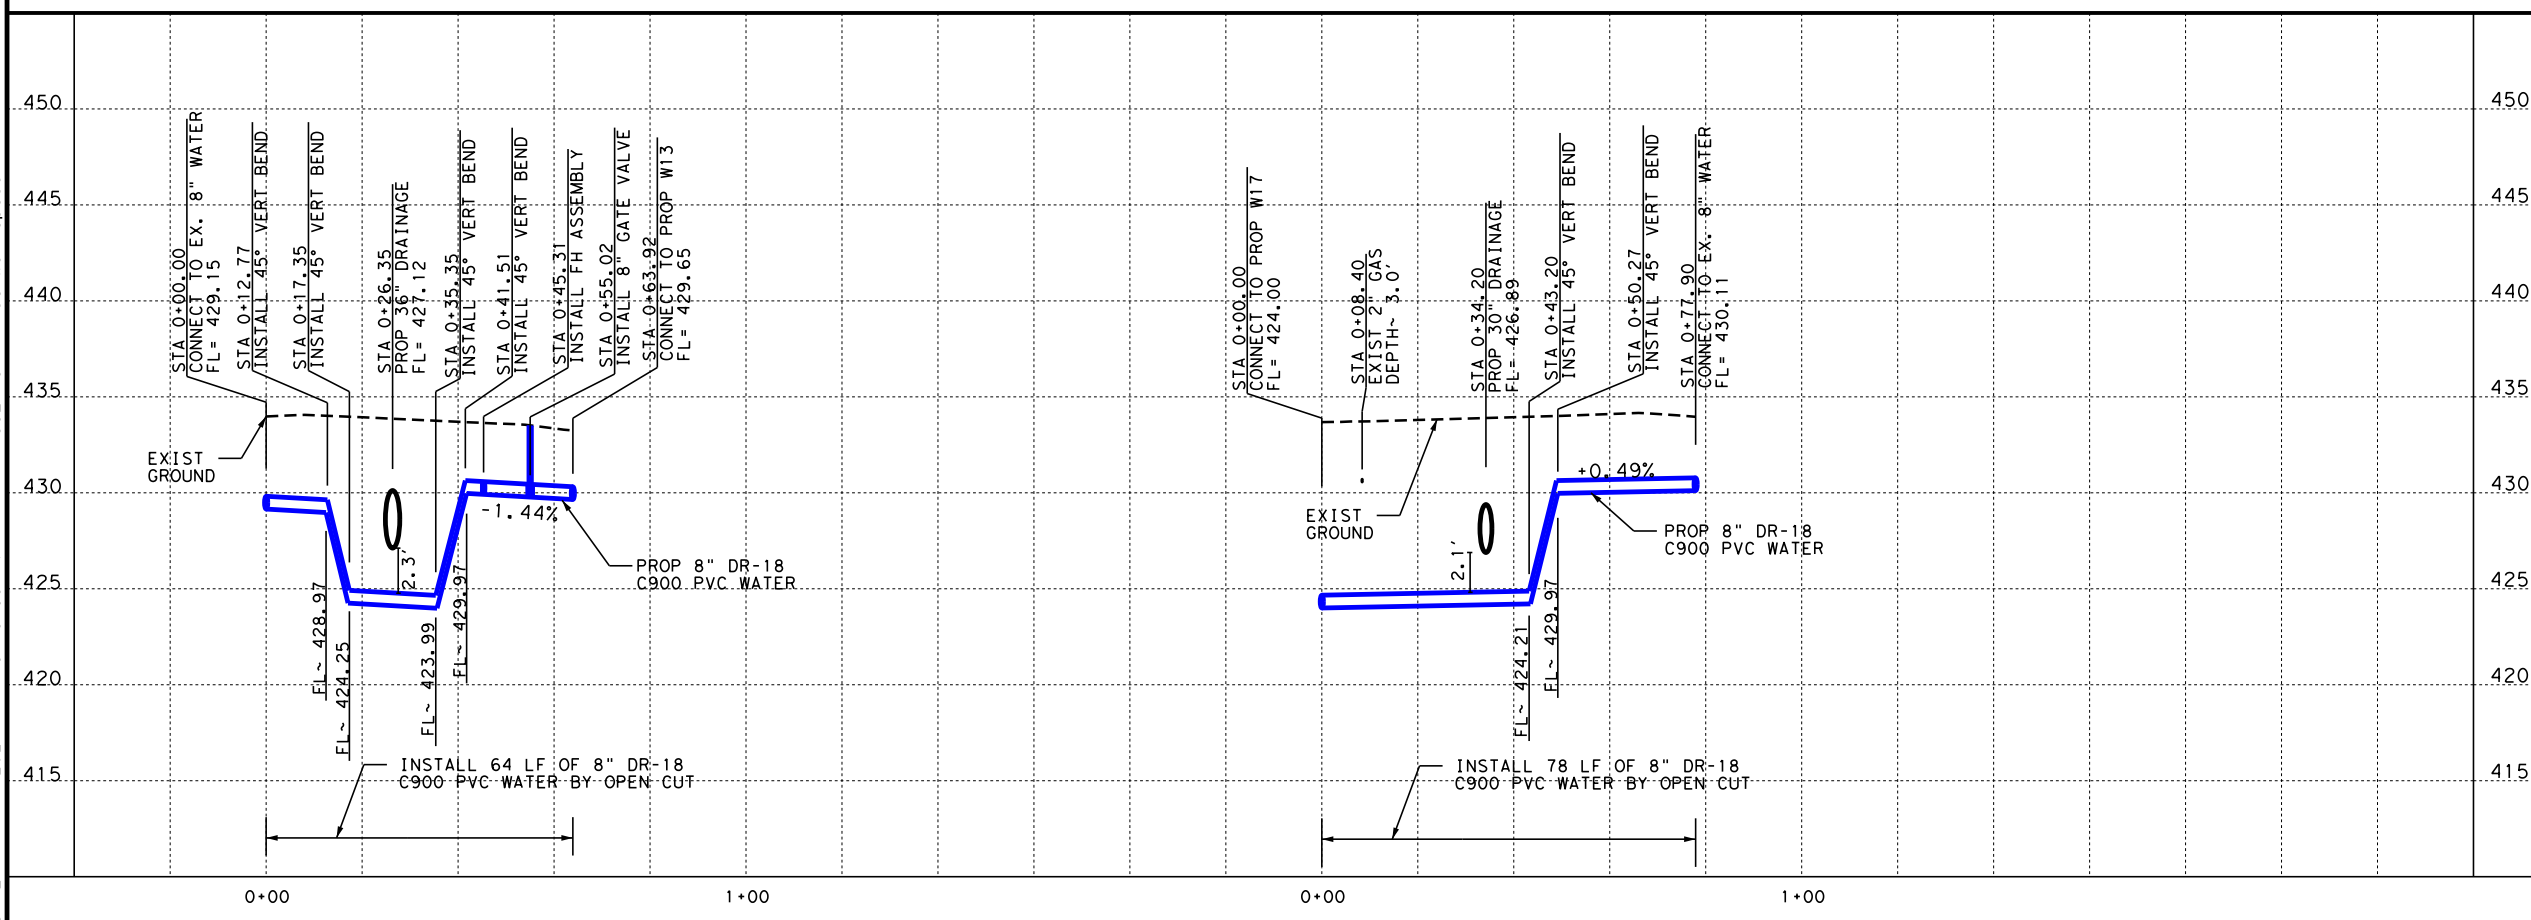 450
445
440
435
430
425
420
415
STA 0+00.00
CONNECT TO EX. 8" WATER
FL= 429.15
STA 0+12.77
INSTALL 45° VERT BEND
STA 0+17.35
INSTALL 45° VERT BEND
STA 0+26.35
PROP 36" DRAINAGE
FL= 427.12
STA 0+35.35
INSTALL 45° VERT BEND
STA 0+41.51
INSTALL 45° VERT BEND
STA 0+45.31
INSTALL FH ASSEMBLY
STA 0+55.02
INSTALL 8" GATE VALVE
STA 0+63.92
CONNECT TO PROP W13
FL= 429.65
EXIST
GROUND
-1.44%
2.3'
PROP 8" DR-18
C900 PVC WATER
FL~ 428.97
FL~ 424.25
FL~ 423.99
FL~ 429.97
INSTALL 64 LF OF 8" DR-18
C900 PVC WATER BY OPEN CUT
0+00
1+00
STA 0+00.00
CONNECT TO PROP W17
FL= 424.00
STA 0+08.40
EXIST 2" GAS
DEPTH~ 3.0'
STA 0+34.20
PROP 30" DRAINAGE
FL= 426.89
STA 0+43.20
INSTALL 45° VERT BEND
STA 0+50.27
INSTALL 45° VERT BEND
STA 0+77.90
CONNECT TO EX. 8" WATER
FL= 430.11
EXIST
GROUND
+0.49%
2.1'
PROP 8" DR-18
C900 PVC WATER
FL~ 424.21
FL~ 429.97
INSTALL 78 LF OF 8" DR-18
C900 PVC WATER BY OPEN CUT
0+00
1+00
450
445
440
435
430
425
420
415